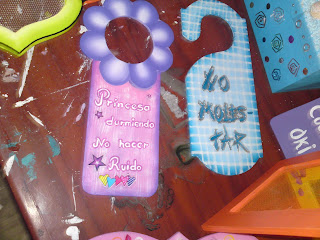 Princesa
durmiendo
No hacer
Ruido
NO
MOLES-
TAR